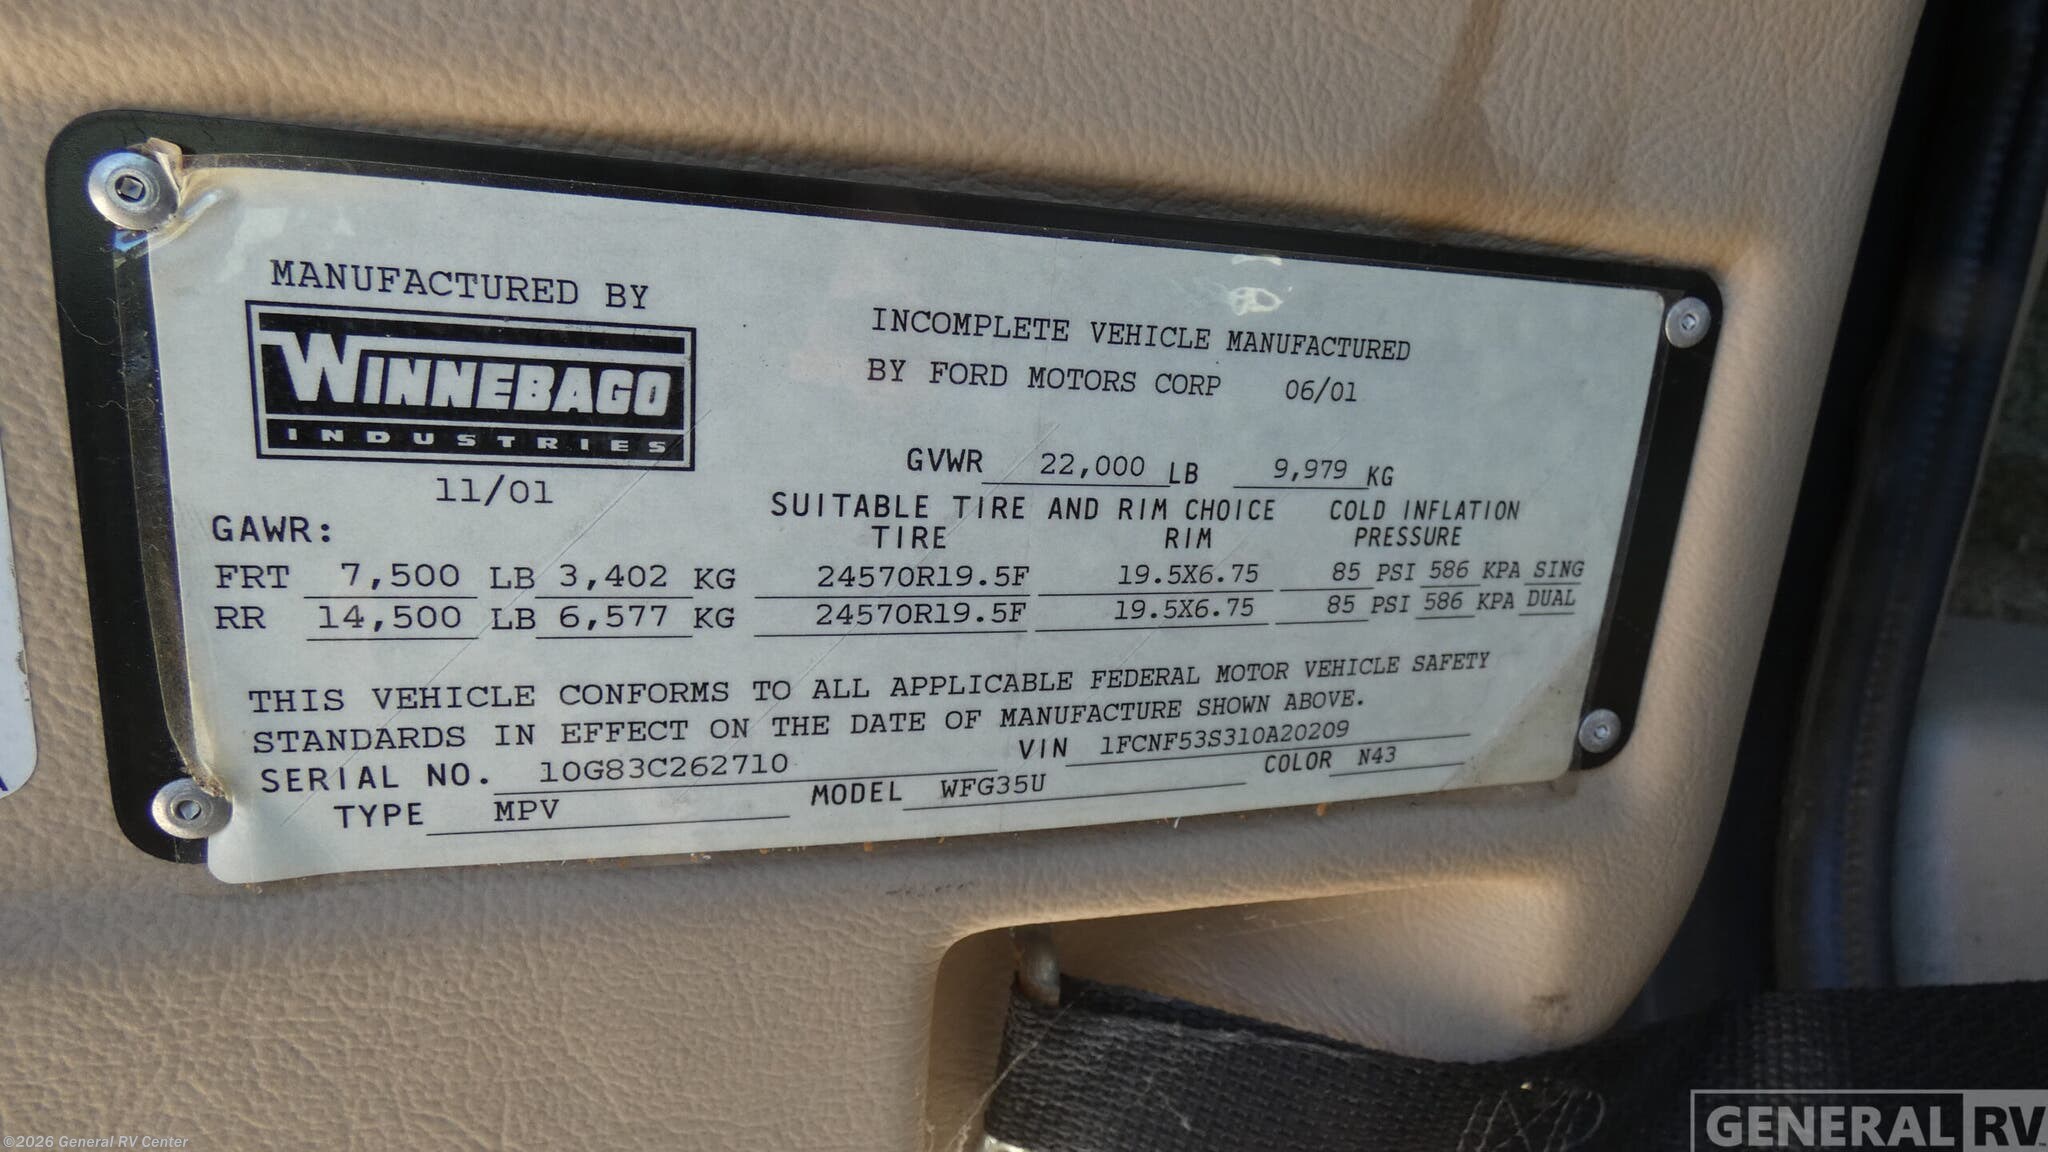 MANUFACTURED BY
WINNEBAGO
INDUSTRIES
11/01
INCOMPLETE VEHICLE MANUFACTURED
BY FORD MOTORS CORP 06/01
GVWR 22,000 LB 9,979 KG
SUITABLE TIRE AND RIM CHOICE COLD INFLATION
GAWR: TIRE RIM PRESSURE
FRT 7,500 LB 3,402 KG 24570R19.5F 19.5X6.75 85 PSI 586 KPA SING
RR 14,500 LB 6,577 KG 24570R19.5F 19.5X6.75 85 PSI 586 KPA DUAL
THIS VEHICLE CONFORMS TO ALL APPLICABLE FEDERAL MOTOR VEHICLE SAFETY
STANDARDS IN EFFECT ON THE DATE OF MANUFACTURE SHOWN ABOVE.
SERIAL NO. 10G83C262710 VIN 1FCNF53S310A20209
TYPE MPV MODEL WFG35U COLOR N43
©2026 General RV Center
GENERAL RV